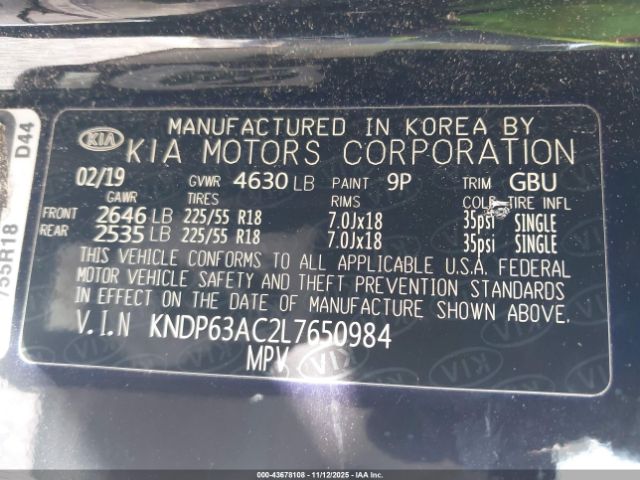 D44
/55R18
KIA
MANUFACTURED IN KOREA BY
KIA MOTORS CORPORATION
02/19 GVWR 4630 LB PAINT 9P TRIM GBU
GAWR TIRES RIMS COLD TIRE INFL
FRONT 2646 LB 225/55 R18 7.0Jx18 35psi SINGLE
REAR 2535 LB 225/55 R18 7.0Jx18 35psi SINGLE
THIS VEHICLE CONFORMS TO ALL APPLICABLE U.S.A. FEDERAL
MOTOR VEHICLE SAFETY AND THEFT PREVENTION STANDARDS
IN EFFECT ON THE DATE OF MANUFACTURE SHOWN ABOVE.
V.I.N KNDP63AC2L7650984
MPV
000-43678108 - 11/12/2025 - copart